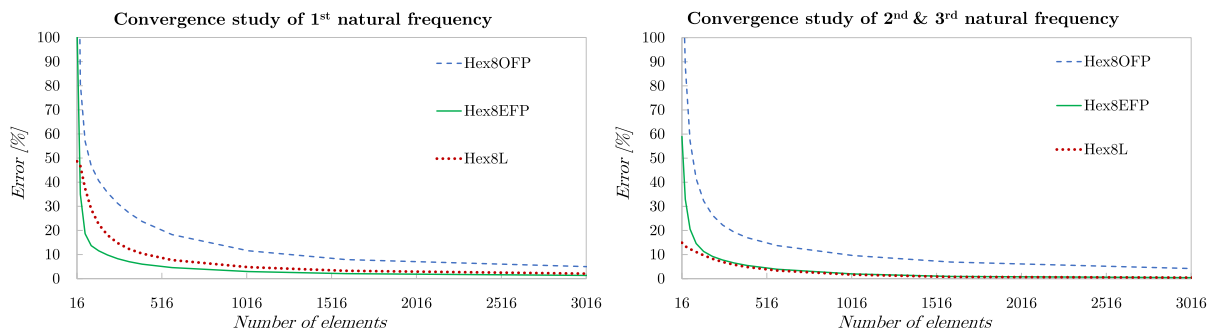 Convergence study of 1st natural frequency
100
90
80
70
60
50
40
30
20
10
0
Error [%]
Hex8OFP
Hex8EFP
Hex8L
16 516 1016 1516 2016 2516 3016
Number of elements
Convergence study of 2nd & 3rd natural frequency
100
90
80
70
60
50
40
30
20
10
0
Error [%]
Hex8OFP
Hex8EFP
Hex8L
16 516 1016 1516 2016 2516 3016
Number of elements